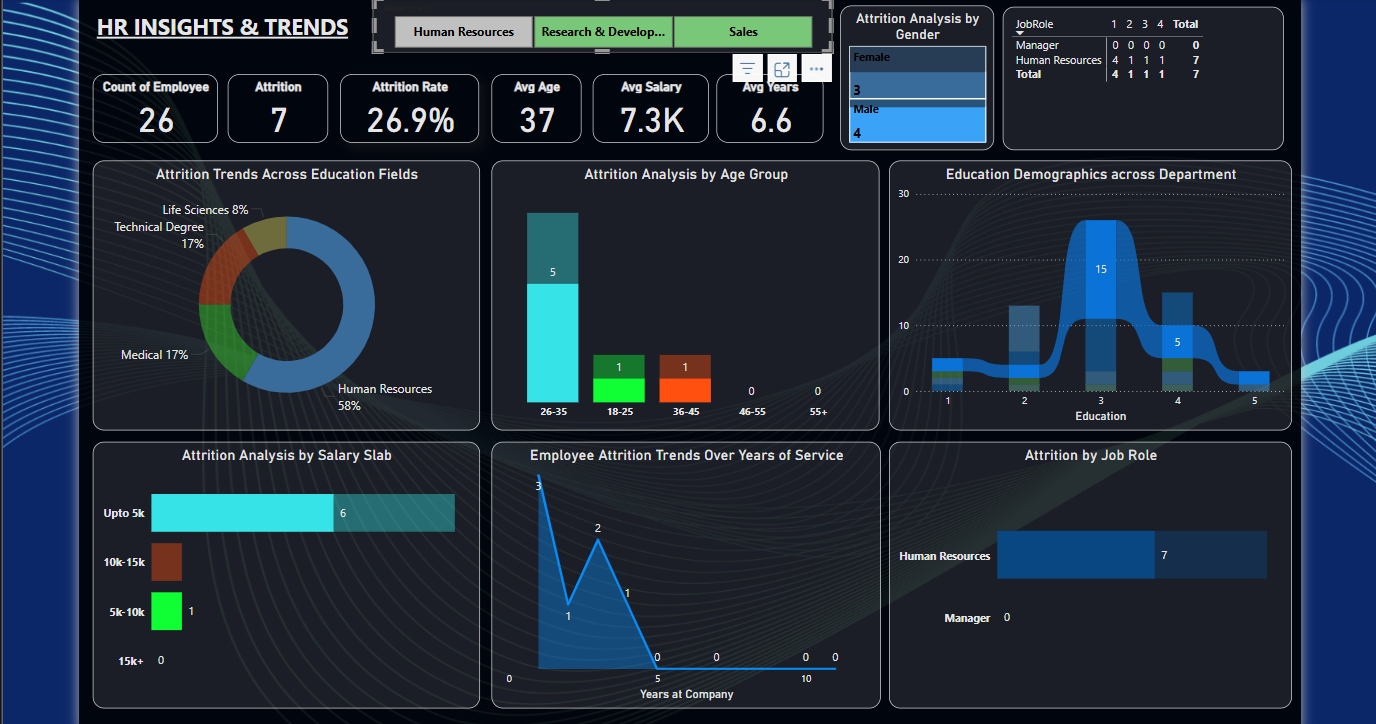 HR INSIGHTS & TRENDS
Human Resources
Research & Develop...
Sales
Count of Employee
26
Attrition
7
Attrition Rate
26.9%
Avg Age
37
Avg Salary
7.3K
Avg Years
6.6
Attrition Analysis by
Gender
Female
3
Male
4
JobRole 1 2 3 4 Total
Manager 0 0 0 0 0
Human Resources 4 1 1 1 7
Total 4 1 1 1 7
Attrition Trends Across Education Fields
Life Sciences 8%
Technical Degree
17%
Medical 17%
Human Resources
58%
Attrition Analysis by Age Group
5
1
1
0
0
26-35 18-25 36-45 46-55 55+
Education Demographics across Department
30
20
10
0
15
5
1 2 3 4 5
Education
Attrition Analysis by Salary Slab
Upto 5k 6
10k-15k
5k-10k 1
15k+ 0
Employee Attrition Trends Over Years of Service
3
2
1
1
0 0 0 0
0 5 10
Years at Company
Attrition by Job Role
Human Resources 7
Manager 0